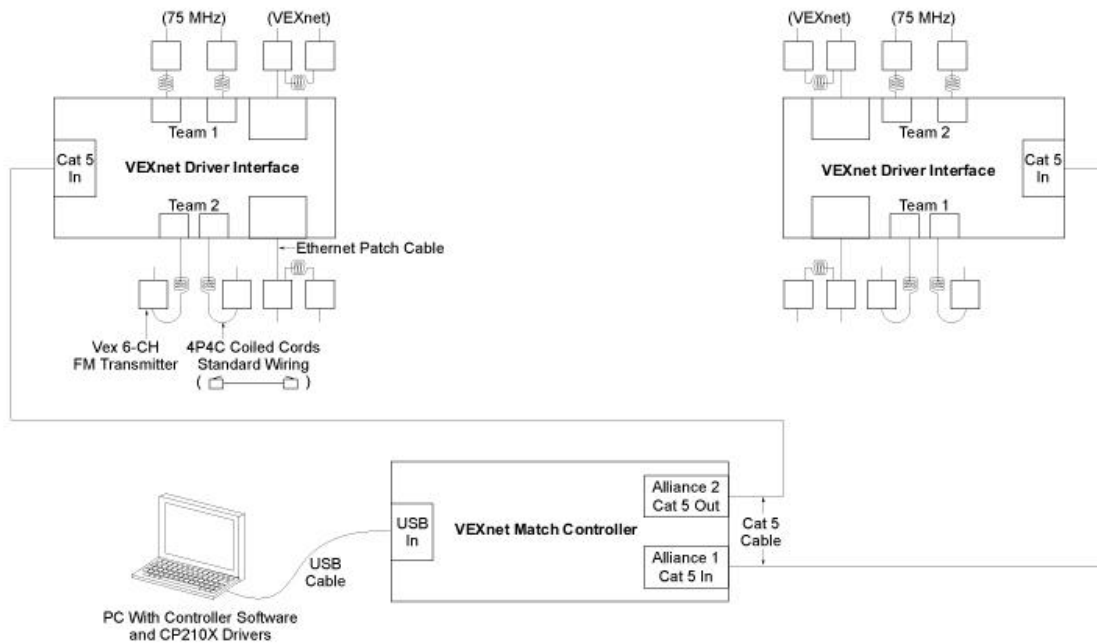 (75 MHz)
(VEXnet)
(VEXnet)
(75 MHz)
Team 1
Cat 5
In
VEXnet Driver Interface
Team 2
Ethernet Patch Cable
Vex 6-CH
FM Transmitter
4P4C Coiled Cords
Standard Wiring
( )
Team 2
VEXnet Driver Interface
Cat 5
In
Team 1
USB
In
VEXnet Match Controller
Alliance 2
Cat 5 Out
Alliance 1
Cat 5 In
Cat 5
Cable
USB
Cable
PC With Controller Software
and CP210X Drivers